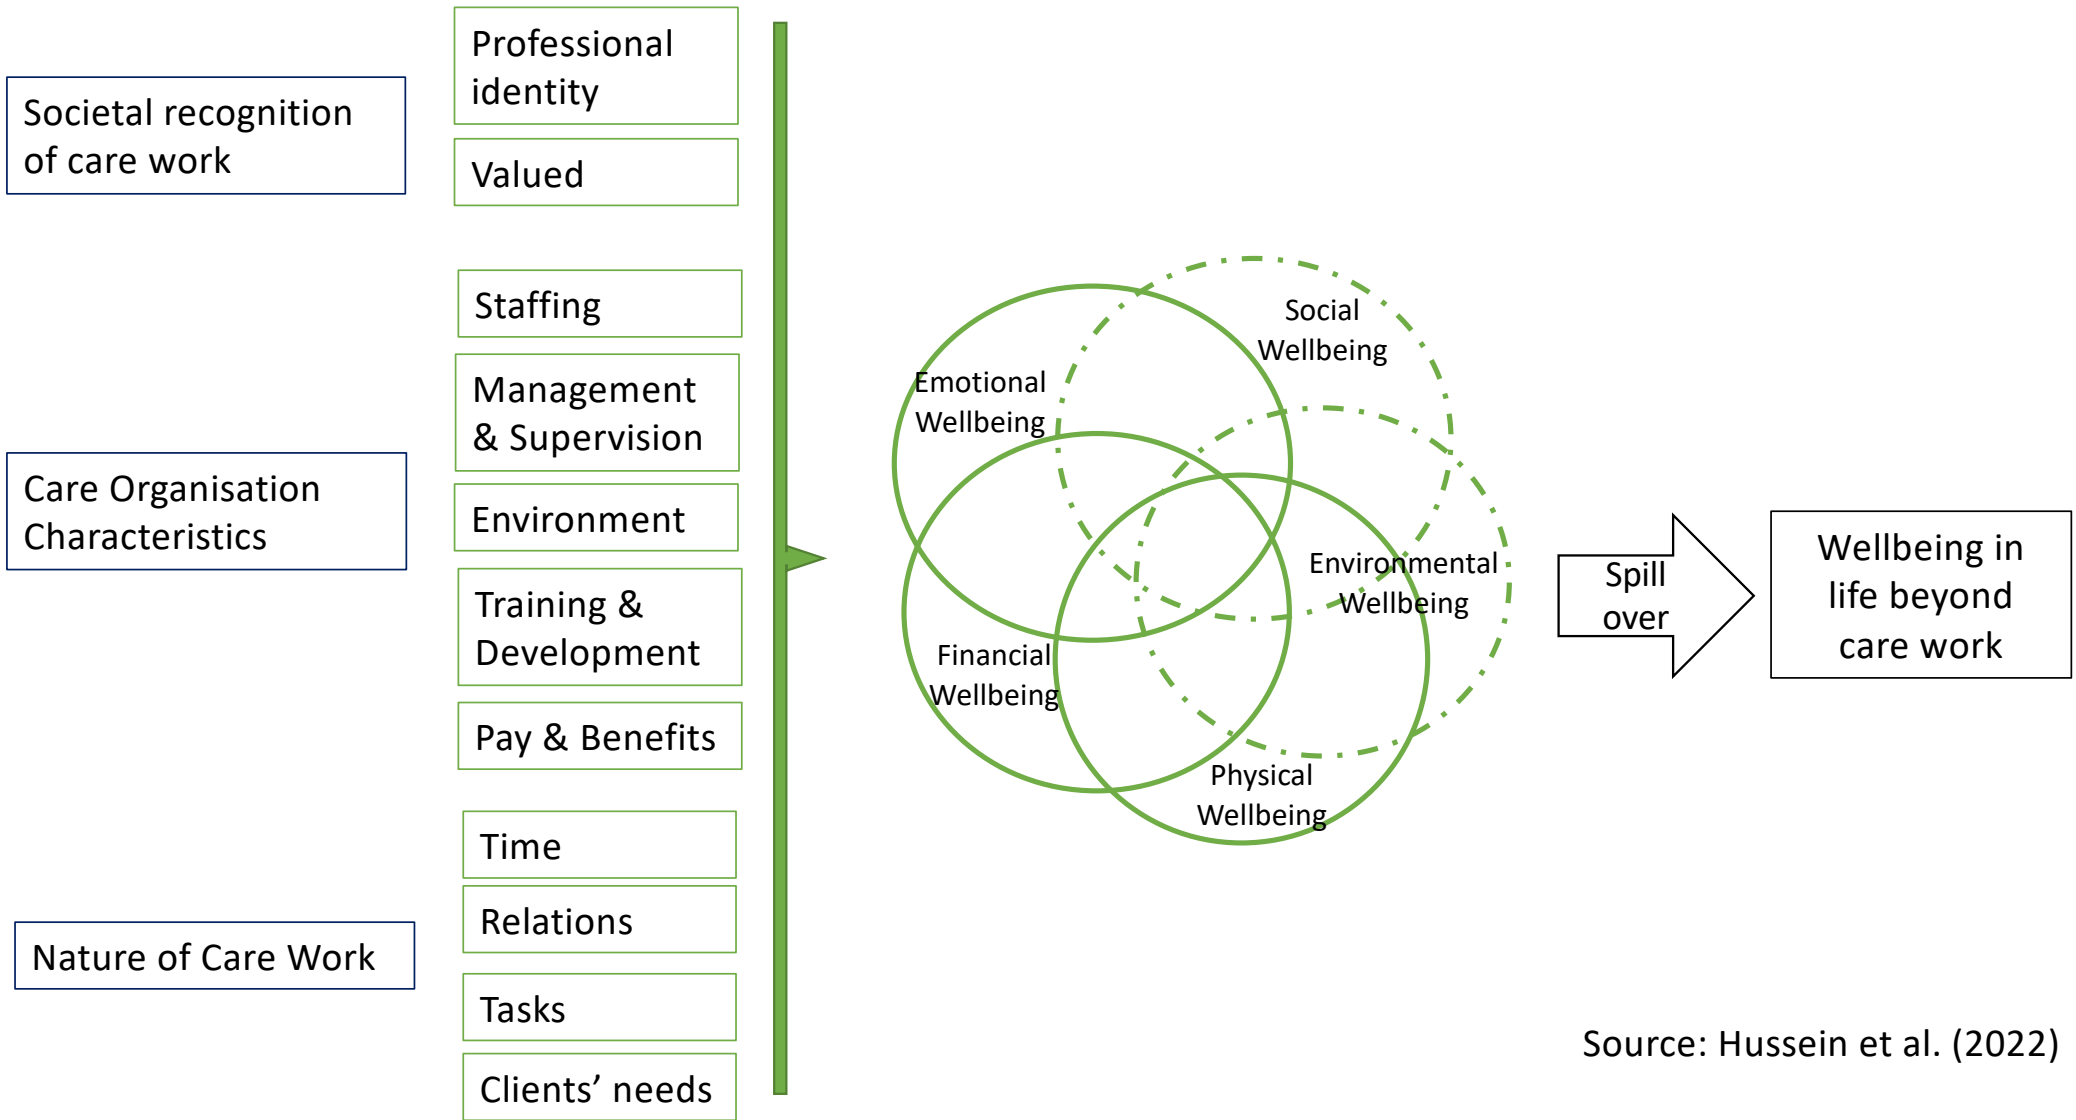 Societal recognition
of care work
Professional
identity
Valued
Care Organisation
Characteristics
Staffing
Management
& Supervision
Environment
Training &
Development
Pay & Benefits
Nature of Care Work
Time
Relations
Tasks
Clients’ needs
Emotional
Wellbeing
Social
Wellbeing
Environmental
Wellbeing
Financial
Wellbeing
Physical
Wellbeing
Spill
over
Wellbeing in
life beyond
care work
Source: Hussein et al. (2022)